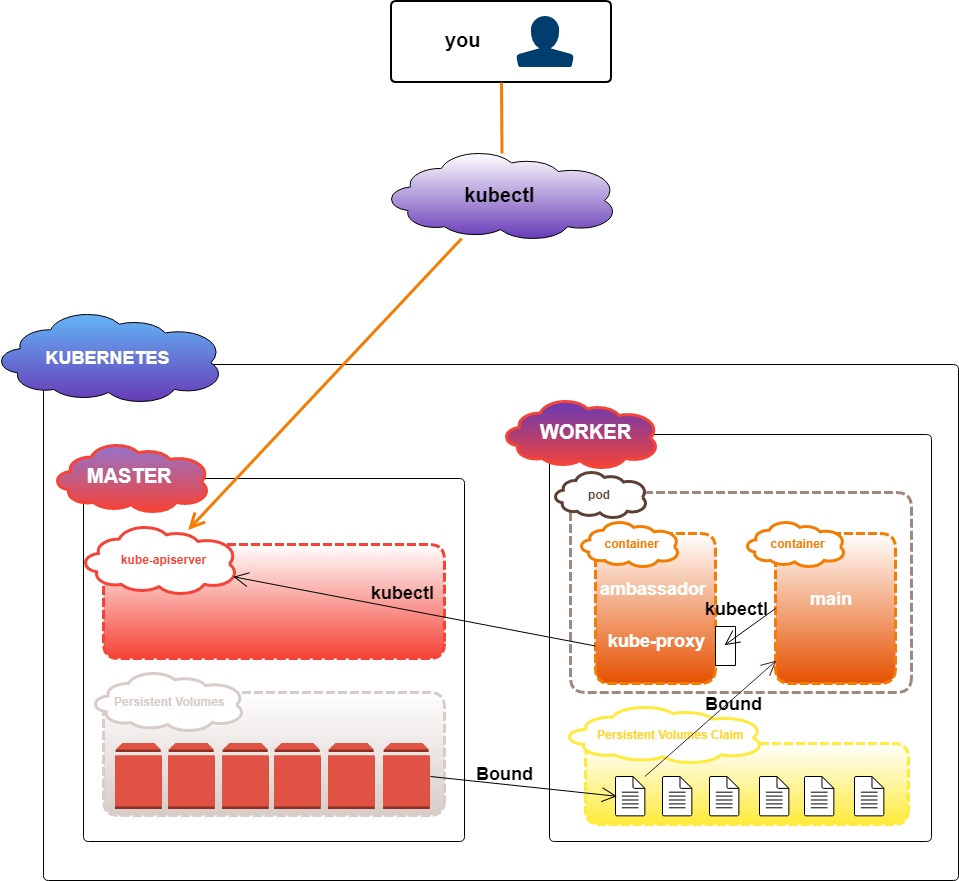 you
kubectl
KUBERNETES
WORKER
MASTER
pod
container
container
kube-apiserver
kubectl
ambassador
main
kubectl
kube-proxy
Persistent Volumes
Bound
Persistent Volumes Claim
Bound